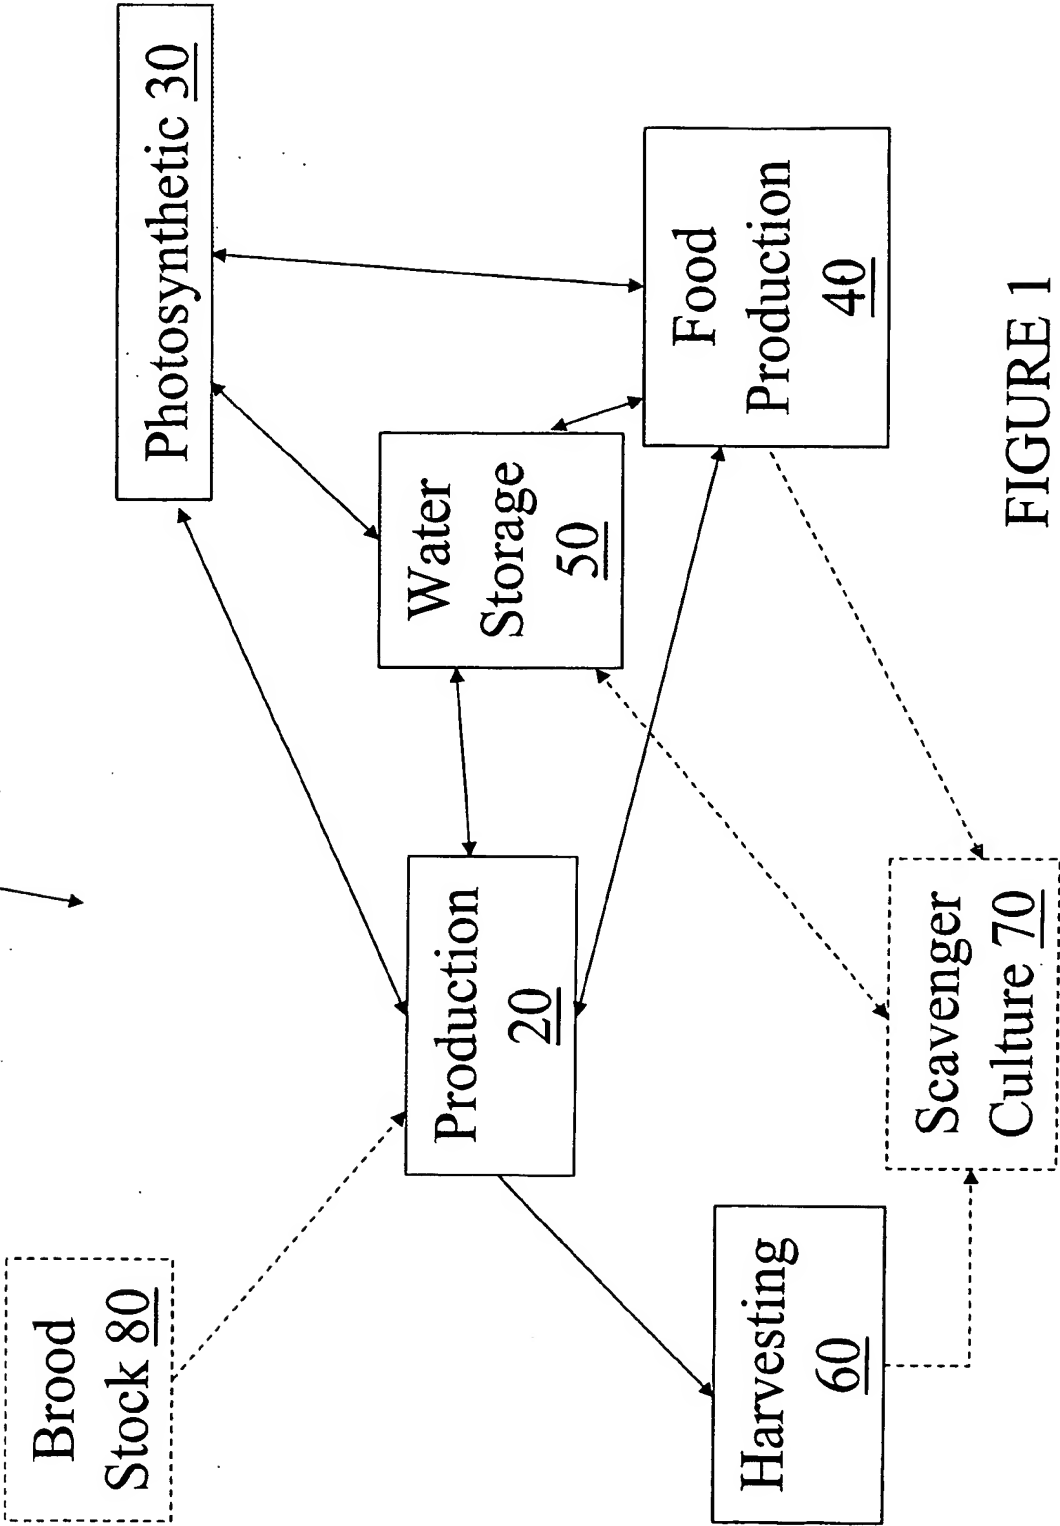 Brood
Stock 80
Photosynthetic 30
Production
20
Water
Storage
50
Food
Production
40
Harvesting
60
Scavenger
Culture 70
FIGURE 1